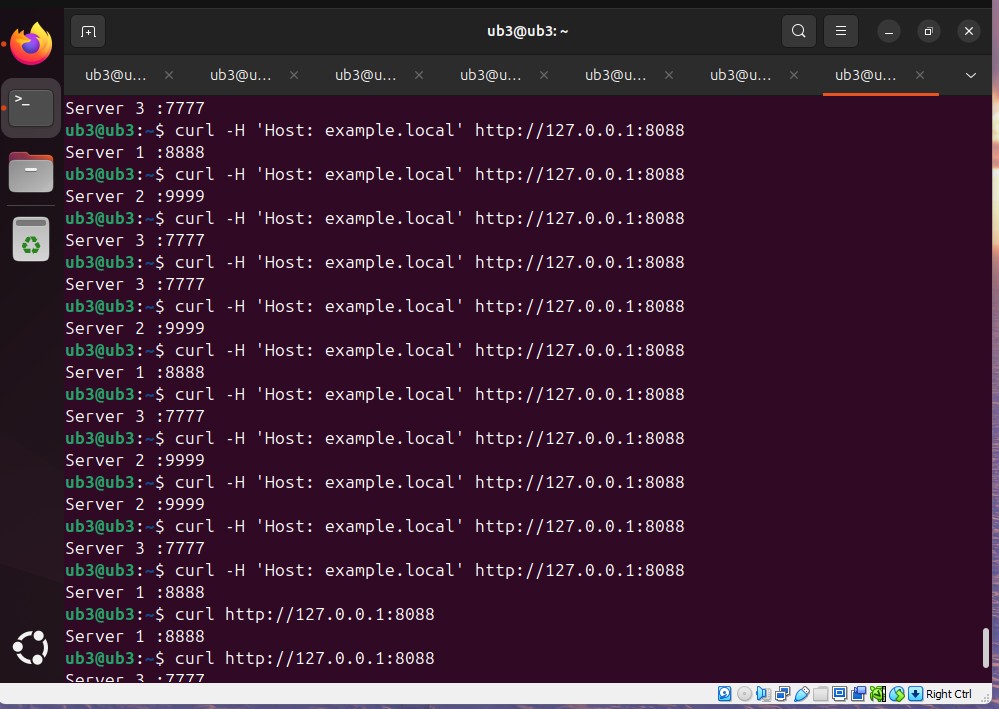 ub3@ub3: ~
ub3@u... ub3@u... ub3@u... ub3@u... ub3@u... ub3@u... ub3@u...
Server 3 :7777
ub3@ub3:~$ curl -H 'Host: example.local' http://127.0.0.1:8088
Server 1 :8888
ub3@ub3:~$ curl -H 'Host: example.local' http://127.0.0.1:8088
Server 2 :9999
ub3@ub3:~$ curl -H 'Host: example.local' http://127.0.0.1:8088
Server 3 :7777
ub3@ub3:~$ curl -H 'Host: example.local' http://127.0.0.1:8088
Server 3 :7777
ub3@ub3:~$ curl -H 'Host: example.local' http://127.0.0.1:8088
Server 2 :9999
ub3@ub3:~$ curl -H 'Host: example.local' http://127.0.0.1:8088
Server 1 :8888
ub3@ub3:~$ curl -H 'Host: example.local' http://127.0.0.1:8088
Server 3 :7777
ub3@ub3:~$ curl -H 'Host: example.local' http://127.0.0.1:8088
Server 2 :9999
ub3@ub3:~$ curl -H 'Host: example.local' http://127.0.0.1:8088
Server 2 :9999
ub3@ub3:~$ curl -H 'Host: example.local' http://127.0.0.1:8088
Server 3 :7777
ub3@ub3:~$ curl -H 'Host: example.local' http://127.0.0.1:8088
Server 1 :8888
ub3@ub3:~$ curl http://127.0.0.1:8088
Server 1 :8888
ub3@ub3:~$ curl http://127.0.0.1:8088
Server 3 :7777
Right Ctrl